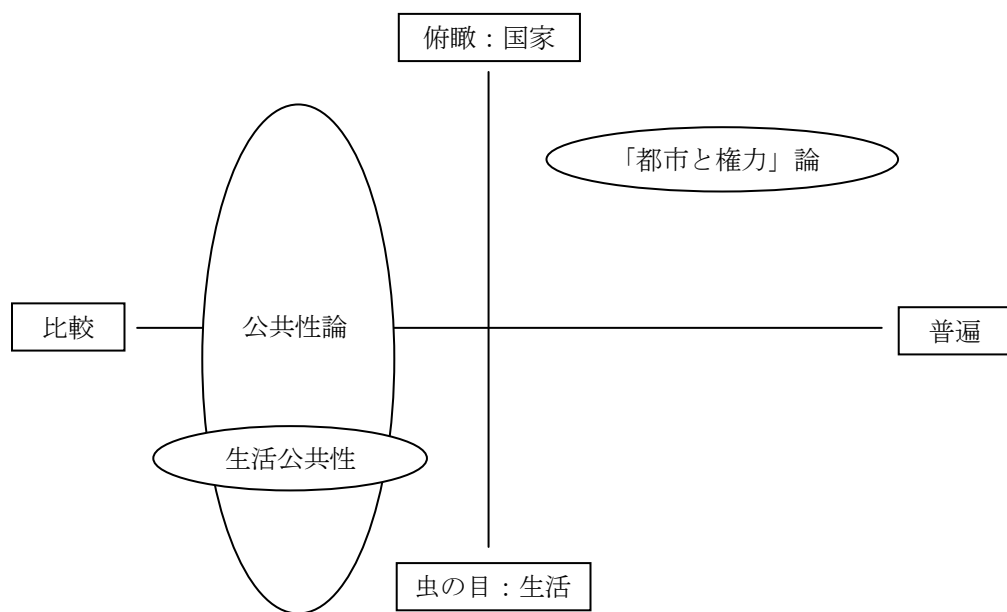 俯瞰：国家
「都市と権力」論
比較
公共性論
普遍
生活公共性
虫の目：生活